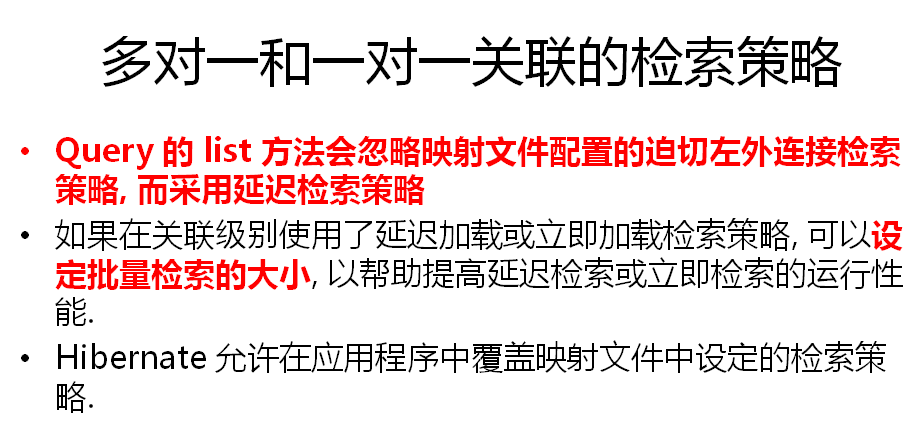 多对一和一对一关联的检索策略
• Query 的 list 方法会忽略映射文件配置的迫切左外连接检索
策略, 而采用延迟检索策略
• 如果在关联级别使用了延迟加载或立即加载检索策略, 可以设
定批量检索的大小, 以帮助提高延迟检索或立即检索的运行性
能.
• Hibernate 允许在应用程序中覆盖映射文件中设定的检索策
略.